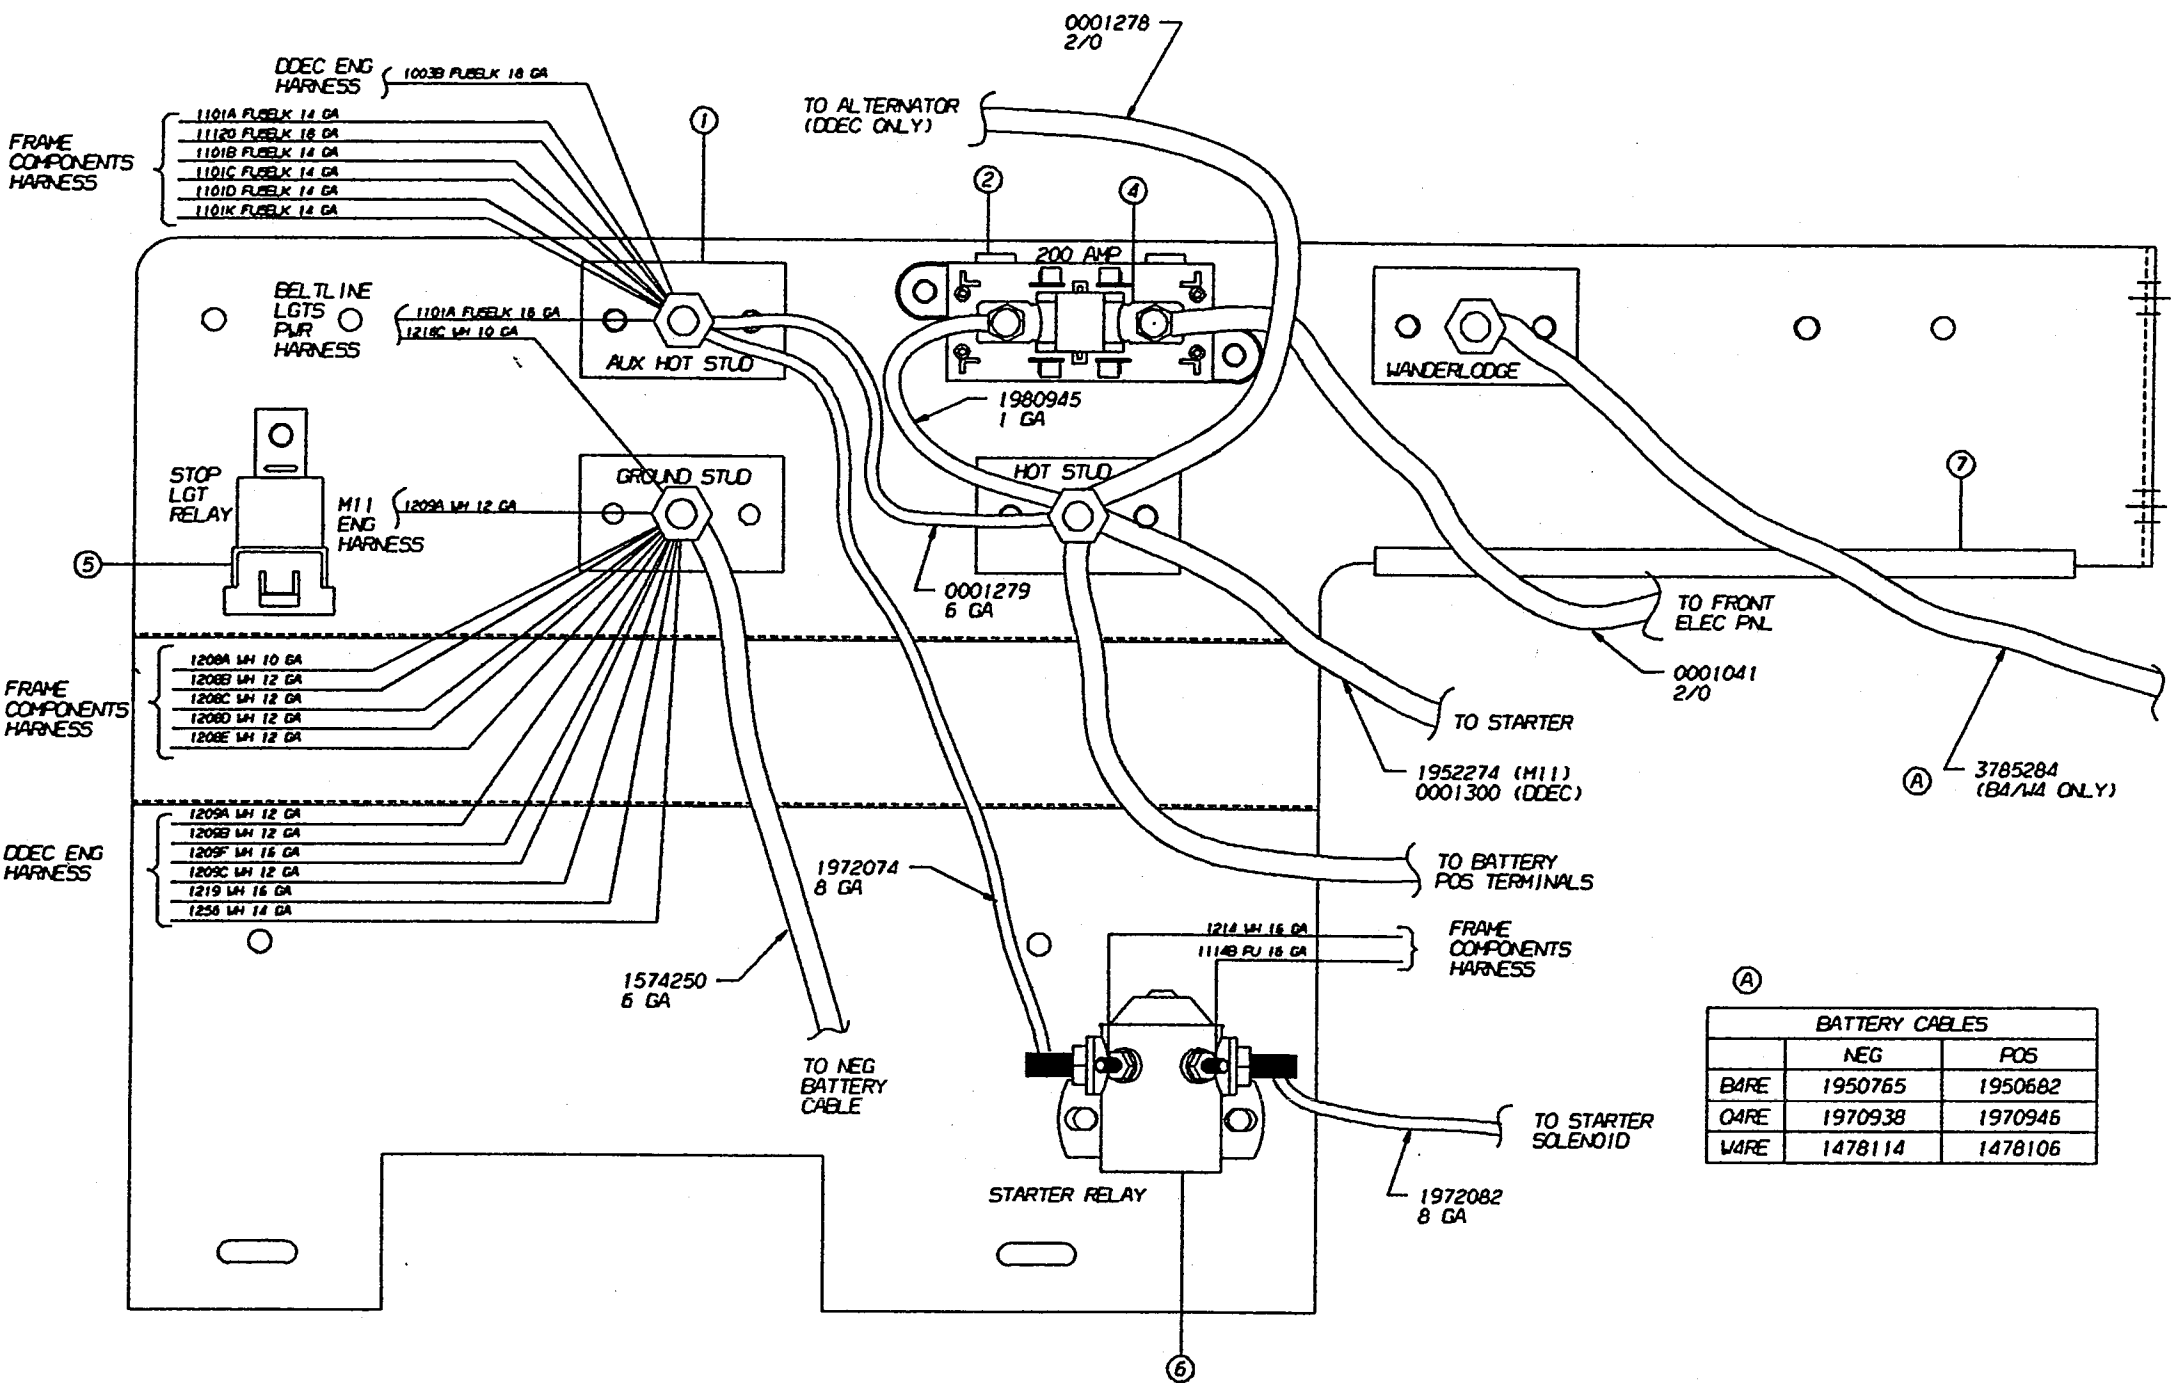 0001278
2/0
DDEC ENG
HARNESS
1003B FUSELK 18 GA
TO ALTERNATOR
(DDEC ONLY)
FRAME
COMPONENTS
HARNESS
1101A FUSELK 14 GA
1112D FUSELK 18 GA
1101B FUSELK 14 GA
1101C FUSELK 14 GA
1101D FUSELK 14 GA
1101K FUSELK 14 GA
1
2
4
200 AMP
BELTLINE
LGTS
PWR
HARNESS
1101A FUSELK 18 GA
1218C WH 10 GA
AUX HOT STUD
WANDERLODGE
1980945
1 GA
STOP
LGT
RELAY
GROUND STUD
HOT STUD
7
M11
ENG
HARNESS
1209A WH 12 GA
5
0001279
6 GA
TO FRONT
ELEC PNL
0001041
2/0
FRAME
COMPONENTS
HARNESS
1208A WH 10 GA
1208B WH 12 GA
1208C WH 12 GA
1208D WH 12 GA
1208E WH 12 GA
TO STARTER
1952274 (M11)
0001300 (DDEC)
A
3785284
(B4/W4 ONLY)
DDEC ENG
HARNESS
1209A WH 12 GA
1209B WH 12 GA
1209F WH 16 GA
1209C WH 12 GA
1219 WH 16 GA
1256 WH 14 GA
1972074
8 GA
TO BATTERY
POS TERMINALS
1214 WH 16 GA
1114B PU 16 GA
FRAME
COMPONENTS
HARNESS
1574250
6 GA
TO NEG
BATTERY
CABLE
STARTER RELAY
TO STARTER
SOLENOID
1972082
8 GA
6
A
BATTERY CABLES
NEG POS
B4RE 1950765 1950682
Q4RE 1970938 1970946
W4RE 1478114 1478106